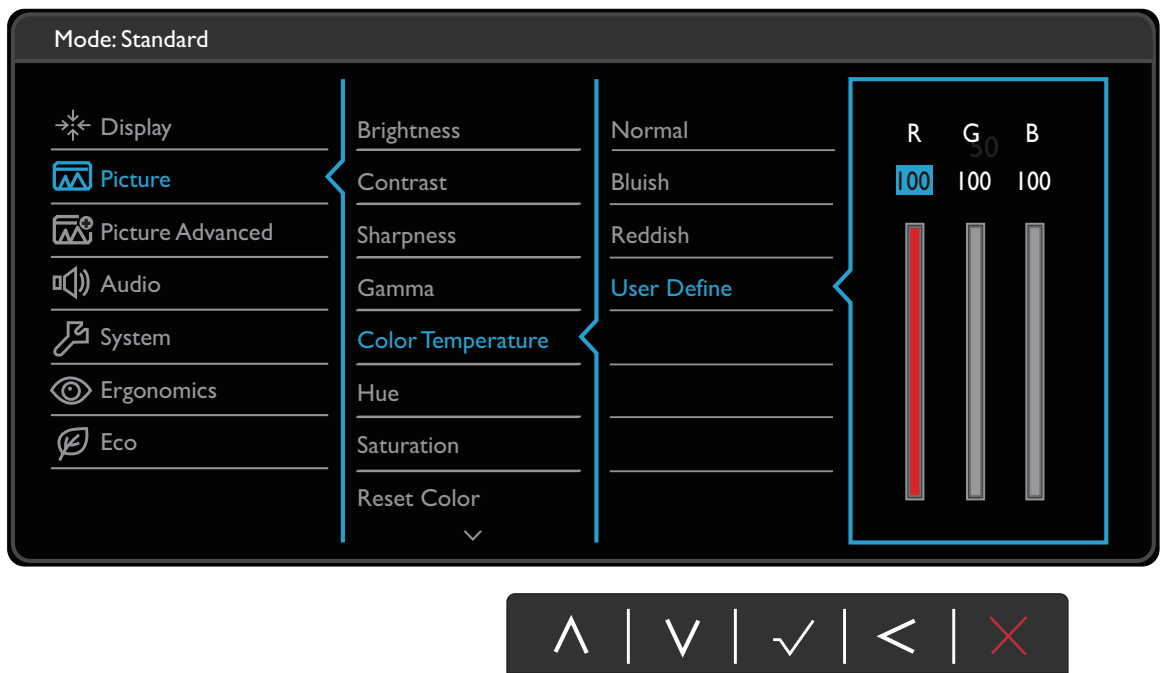 Mode: Standard
Display
Picture
Picture Advanced
Audio
System
Ergonomics
Eco
Brightness
Contrast
Sharpness
Gamma
Color Temperature
Hue
Saturation
Reset Color
Normal
Bluish
Reddish
User Define
R G B
50
100 100 100